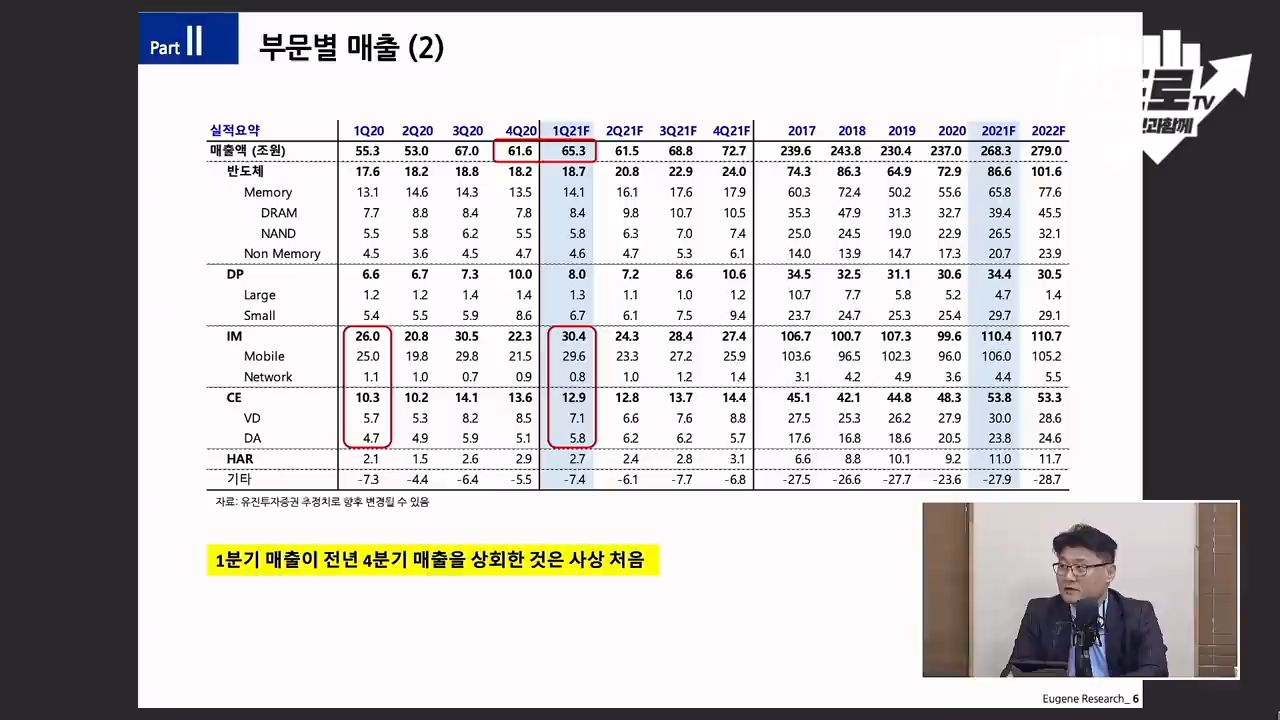 Part II
부문별 매출 (2)
로TV
과함께
실적요약 1Q20 2Q20 3Q20 4Q20 1Q21F 2Q21F 3Q21F 4Q21F 2017 2018 2019 2020 2021F 2022F
매출액 (조원) 55.3 53.0 67.0 61.6 65.3 61.5 68.8 72.7 239.6 243.8 230.4 237.0 268.3 279.0
반도체 17.6 18.2 18.8 18.2 18.7 20.8 22.9 24.0 74.3 86.3 64.9 72.9 86.6 101.6
Memory 13.1 14.6 14.3 13.5 14.1 16.1 17.6 17.9 60.3 72.4 50.2 55.6 65.8 77.6
DRAM 7.7 8.8 8.4 7.8 8.4 9.8 10.7 10.5 35.3 47.9 31.3 32.7 39.4 45.5
NAND 5.5 5.8 6.2 5.5 5.8 6.3 7.0 7.4 25.0 24.5 19.0 22.9 26.5 32.1
Non Memory 4.5 3.6 4.5 4.7 4.6 4.7 5.3 6.1 14.0 13.9 14.7 17.3 20.7 23.9
DP 6.6 6.7 7.3 10.0 8.0 7.2 8.6 10.6 34.5 32.5 31.1 30.6 34.4 30.5
Large 1.2 1.2 1.4 1.4 1.3 1.1 1.0 1.2 10.7 7.7 5.8 5.2 4.7 1.4
Small 5.4 5.5 5.9 8.6 6.7 6.1 7.5 9.4 23.7 24.7 25.3 25.4 29.7 29.1
IM 26.0 20.8 30.5 22.3 30.4 24.3 28.4 27.4 106.7 100.7 107.3 99.6 110.4 110.7
Mobile 25.0 19.8 29.8 21.5 29.6 23.3 27.2 25.9 103.6 96.5 102.3 96.0 106.0 105.2
Network 1.1 1.0 0.7 0.9 0.8 1.0 1.2 1.4 3.1 4.2 4.9 3.6 4.4 5.5
CE 10.3 10.2 14.1 13.6 12.9 12.8 13.7 14.4 45.1 42.1 44.8 48.3 53.8 53.3
VD 5.7 5.3 8.2 8.5 7.1 6.6 7.6 8.8 27.5 25.3 26.2 27.9 30.0 28.6
DA 4.7 4.9 5.9 5.1 5.8 6.2 6.2 5.7 17.6 16.8 18.6 20.5 23.8 24.6
HAR 2.1 1.5 2.6 2.9 2.7 2.4 2.8 3.1 6.6 8.8 10.1 9.2 11.0 11.7
기타 -7.3 -4.4 -6.4 -5.5 -7.4 -6.1 -7.7 -6.8 -27.5 -26.6 -27.7 -23.6 -27.9 -28.7
자료: 유진투자증권 추정치로 향후 변경될 수 있음
1분기 매출이 전년 4분기 매출을 상회한 것은 사상 처음
Eugene Research_ 6